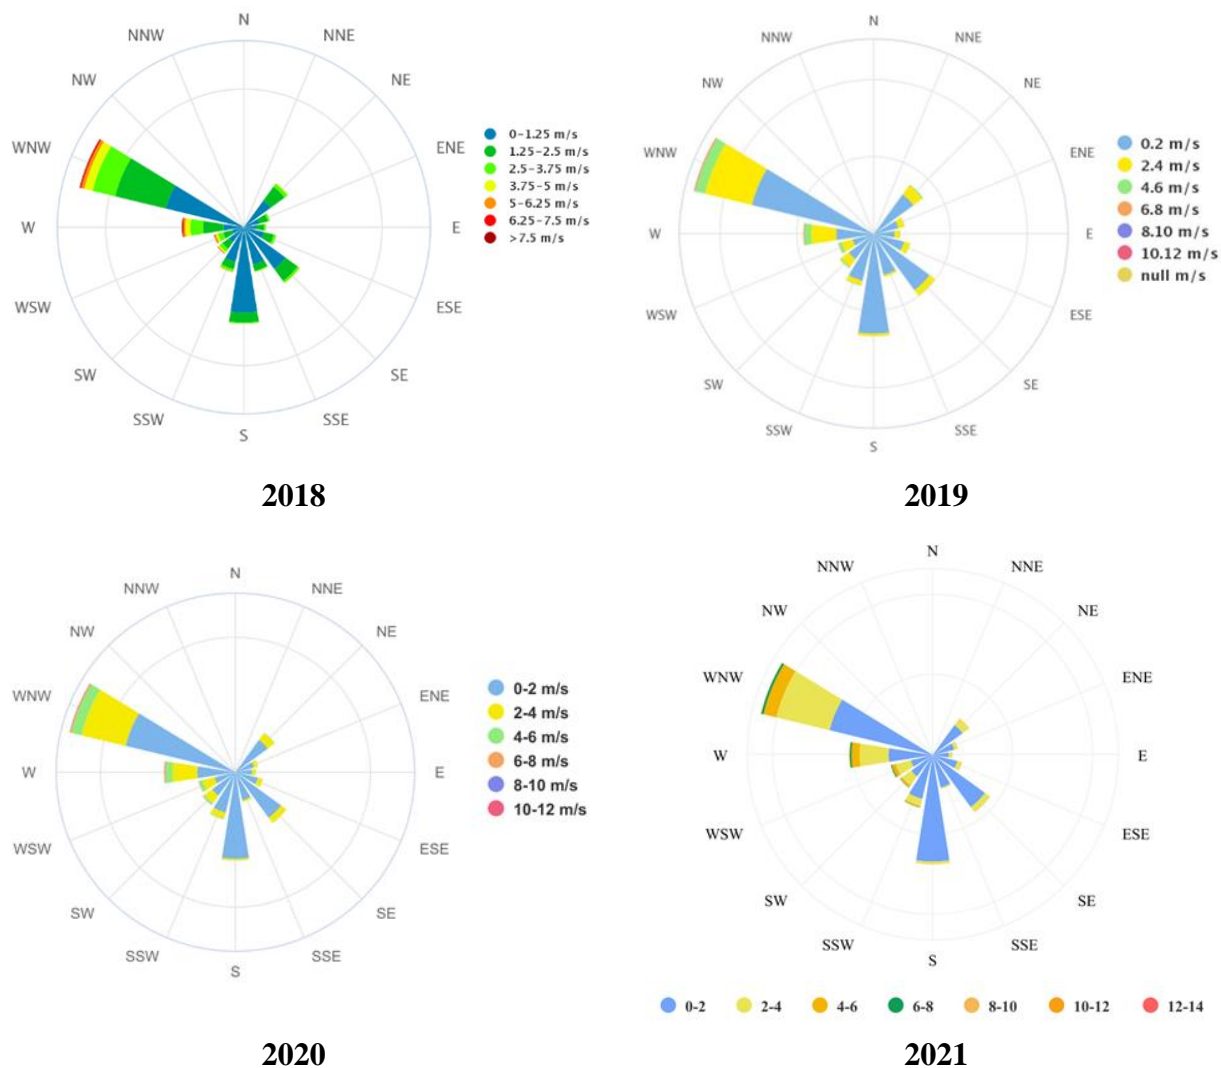 N
NNW
NNE
NW
NE
WNW
ENE
W
E
WSW
ESE
SW
SE
SSW
SSE
S
0-1.25 m/s
1.25-2.5 m/s
2.5-3.75 m/s
3.75-5 m/s
5-6.25 m/s
6.25-7.5 m/s
>7.5 m/s
2018
N
NNW
NNE
NW
NE
WNW
ENE
W
E
WSW
ESE
SW
SE
SSW
SSE
S
0.2 m/s
2.4 m/s
4.6 m/s
6.8 m/s
8.10 m/s
10.12 m/s
null m/s
2019
N
NNW
NNE
NW
NE
WNW
ENE
W
E
WSW
ESE
SW
SE
SSW
SSE
S
0-2 m/s
2-4 m/s
4-6 m/s
6-8 m/s
8-10 m/s
10-12 m/s
2020
N
NNW
NNE
NW
NE
WNW
ENE
W
E
WSW
ESE
SW
SE
SSW
SSE
S
0-2 2-4 4-6 6-8 8-10 10-12 12-14
2021